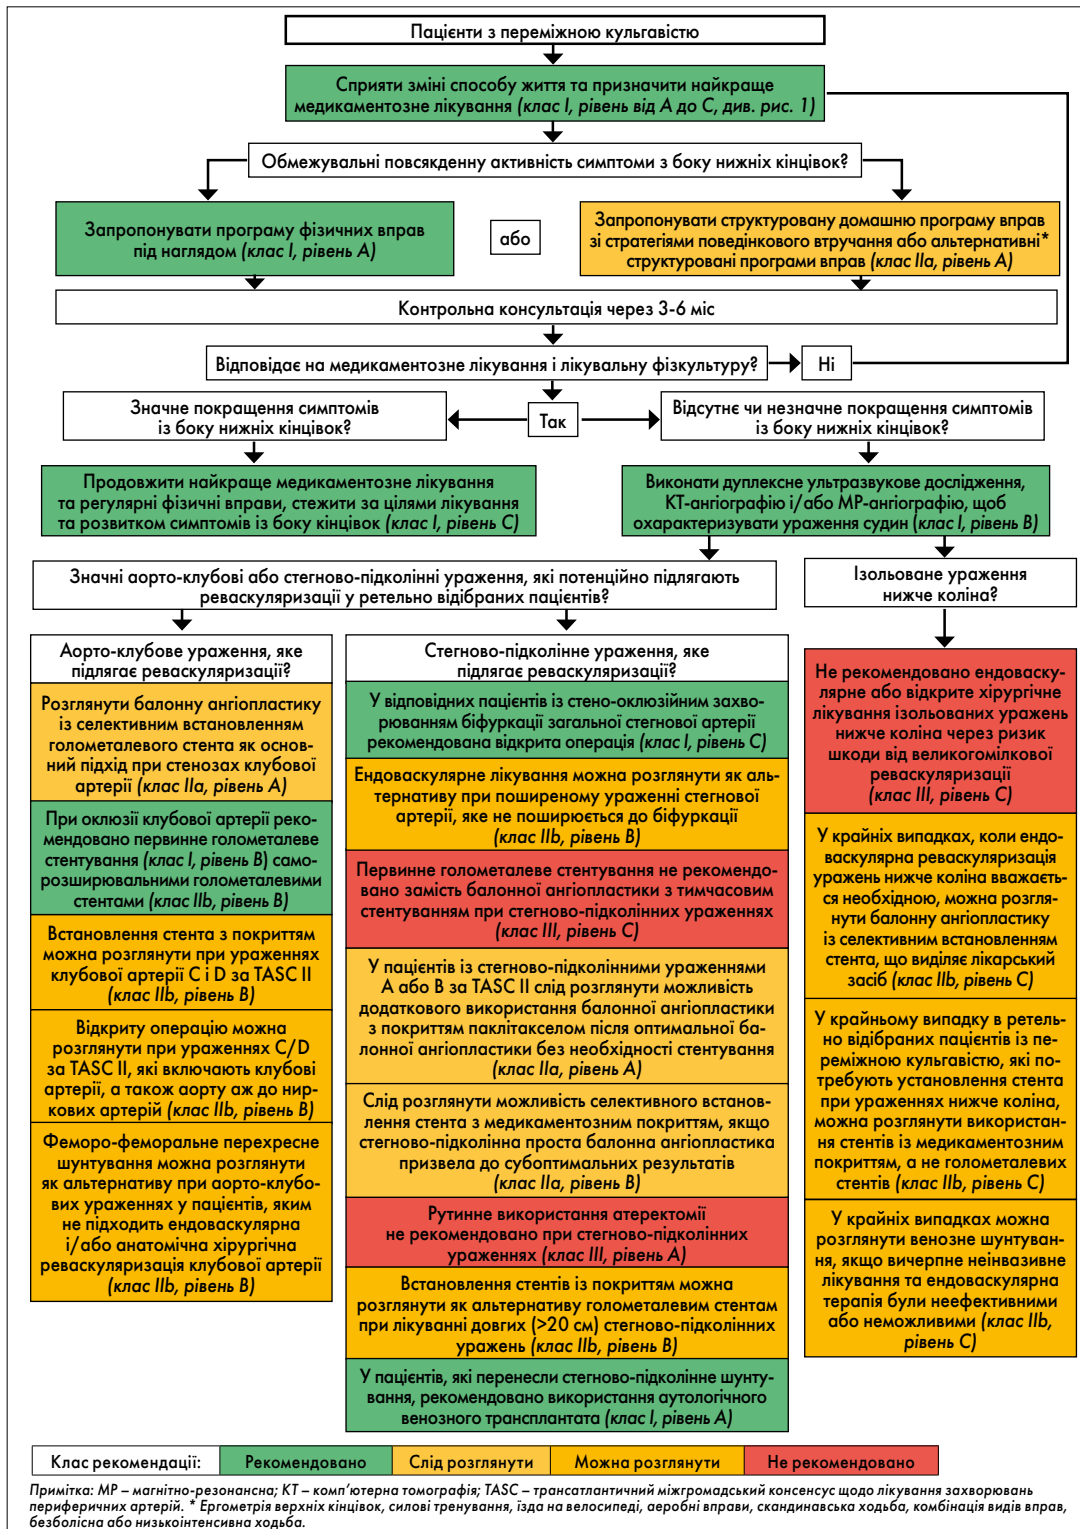 Пацієнти з переміжною кульгавістю
Сприяти зміні способу життя та призначити найкраще
медикаментозне лікування (клас I, рівень від А до С, див. рис. 1)
Обмежувальні повсякденну активність симптоми з боку нижніх кінцівок?
Запропонувати програму фізичних вправ
під наглядом (клас I, рівень А)
або
Запропонувати структуровану домашню програму вправ
зі стратегіями поведінкового втручання або альтернативні*
структуровані програми вправ (клас IIa, рівень А)
Контрольна консультація через 3-6 міс
Відповідає на медикаментозне лікування і лікувальну фізкультуру?
Ні
Значне покращення симптомів
із боку нижніх кінцівок?
Так
Відсутнє чи незначне покращення симптомів
із боку нижніх кінцівок?
Продовжити найкраще медикаментозне лікування
та регулярні фізичні вправи, стежити за цілями лікування
та розвитком симптомів із боку кінцівок (клас I, рівень С)
Виконати дуплексне ультразвукове дослідження,
КТ-ангіографію і/або МР-ангіографію, щоб
охарактеризувати ураження судин (клас I, рівень В)
Значні аорто-клубові або стегново-підколінні ураження, які потенційно підлягають
реваскуляризації у ретельно відібраних пацієнтів?
Ізольоване ураження
нижче коліна?
Аорто-клубове ураження, яке
підлягає реваскуляризації?
Розглянути балонну ангіопластику
із селективним встановленням
голометалевого стента як основ-
ний підхід при стенозах клубової
артерії (клас IIa, рівень А)
При оклюзії клубової артерії реко-
мендовано первинне голометалеве
стентування (клас I, рівень В) само-
розширювальними голометалевими
стентами (клас IIb, рівень В)
Встановлення стента з покриттям
можна розглянути при ураженнях
клубової артерії C і D за TASC II
(клас IIb, рівень В)
Відкриту операцію можна
розглянути при ураженнях C/D
за TASC II, які включають клубові
артерії, а також аорту аж до нир-
кових артерій (клас IIb, рівень В)
Феморо-феморальне перехресне
шунтування можна розглянути
як альтернативу при аорто-клубо-
вих ураженнях у пацієнтів, яким
не підходить ендоваскулярна
і/або анатомічна хірургічна
реваскуляризація клубової артерії
(клас IIb, рівень В)
Стегново-підколінне ураження, яке
підлягає реваскуляризації?
У відповідних пацієнтів із стено-оклюзійним захво-
рюванням біфуркації загальної стегнової артерії
рекомендована відкрита операція (клас I, рівень С)
Ендоваскулярне лікування можна розглянути як аль-
тернативу при поширеному ураженні стегнової
артерії, яке не поширюється до біфуркації
(клас IIb, рівень В)
Первинне голометалеве стентування не рекомендо-
вано замість балонної ангіопластики з тимчасовим
стентуванням при стегново-підколінних ураженнях
(клас III, рівень С)
У пацієнтів із стегново-підколінними ураженнями
А або В за TASC II слід розглянути можливість
додаткового використання балонної ангіопластики
з покриттям паклітакселом після оптимальної ба-
лонної ангіопластики без необхідності стентування
(клас IIa, рівень А)
Слід розглянути можливість селективного встанов-
лення стента з медикаментозним покриттям, якщо
стегново-підколінна проста балонна ангіопластика
призвела до субоптимальних результатів
(клас IIa, рівень В)
Рутинне використання атеректомії
не рекомендовано при стегново-підколінних
ураженнях (клас III, рівень А)
Встановлення стентів із покриттям можна
розглянути як альтернативу голометалевим стентам
при лікуванні довгих (>20 см) стегново-підколінних
уражень (клас IIb, рівень В)
У пацієнтів, які перенесли стегново-підколінне шунту-
вання, рекомендовано використання аутологічного
венозного трансплантата (клас I, рівень А)
Не рекомендовано ендоваску-
лярне або відкрите хірургічне
лікування ізольованих уражень
нижче коліна через ризик
шкоди від великогомілкової
реваскуляризації
(клас III, рівень С)
У крайніх випадках, коли ендо-
васкулярна реваскуляризація
уражень нижче коліна вважаєть-
ся необхідною, можна розгля-
нути балонну ангіопластику
із селективним встановленням
стента, що виділяє лікарський
засіб (клас IIb, рівень С)
У крайньому випадку в ретель-
но відібраних пацієнтів із пе-
реміжною кульгавістю, які по-
требують установлення стента
при ураженнях нижче коліна,
можна розглянути використан-
ня стентів із медикаментозним
покриттям, а не голометалевих
стентів (клас IIb, рівень С)
У крайніх випадках можна
розглянути венозне шунтуван-
ня, якщо вичерпне неінвазивне
лікування та ендоваскулярна
терапія були неефективними
або неможливими (клас IIb,
рівень С)
Клас рекомендації: Рекомендовано Слід розглянути Можна розглянути Не рекомендовано
Примітка: МР – магнітно-резонансна; КТ – комп’ютерна томографія; TASC – трансатлантичний міжгромадський консенсус щодо лікування захворювань
периферичних артерій. * Ергометрія верхніх кінцівок, силові тренування, їзда на велосипеді, аеробні вправи, скандинавська ходьба, комбінація видів вправ,
безболісна або низькоінтенсивна ходьба.